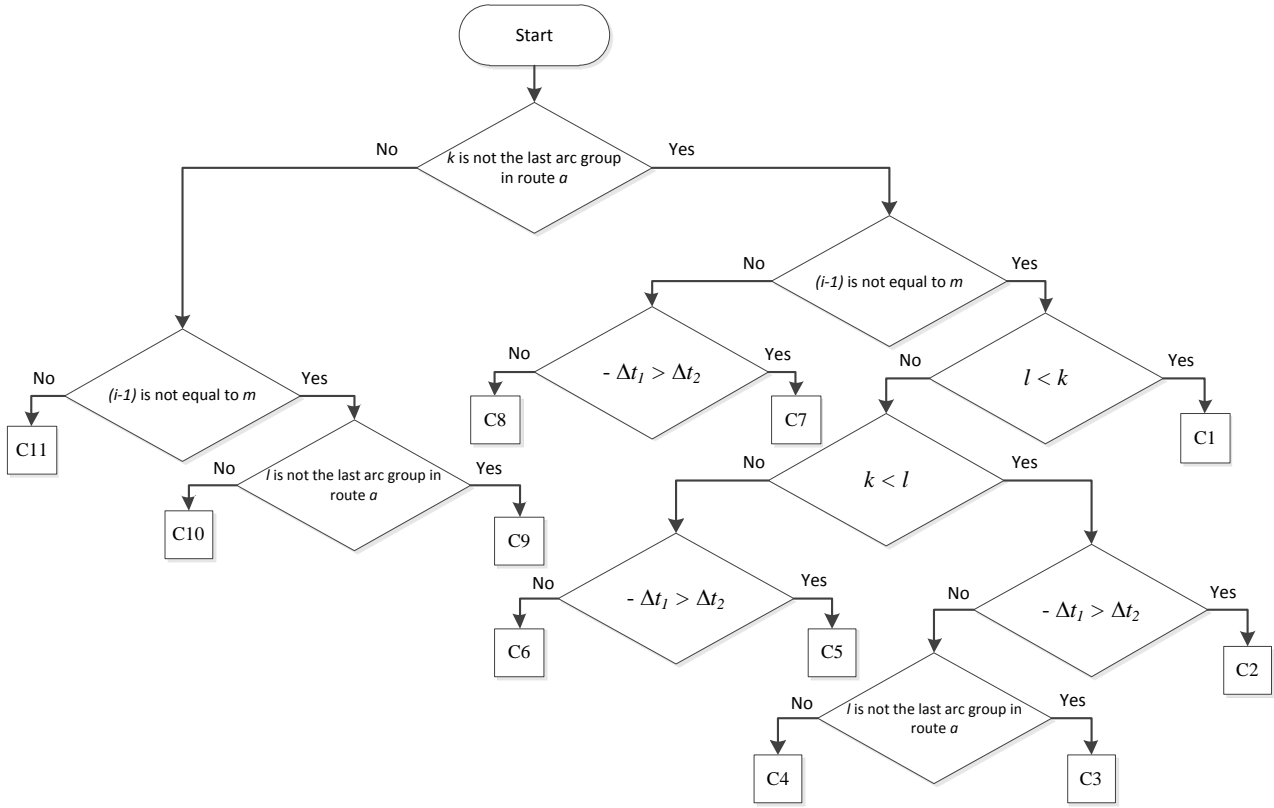 Start
No
k is not the last arc group
in route a
Yes
No
(i-1) is not equal to m
Yes
No
- Δt1 > Δt2
Yes
No
l < k
Yes
C8
C7
C1
No
(i-1) is not equal to m
Yes
C11
No
l is not the last arc group in
route a
Yes
C10
C9
No
k < l
Yes
No
- Δt1 > Δt2
Yes
C6
C5
No
- Δt1 > Δt2
Yes
C2
No
l is not the last arc group in
route a
Yes
C4
C3